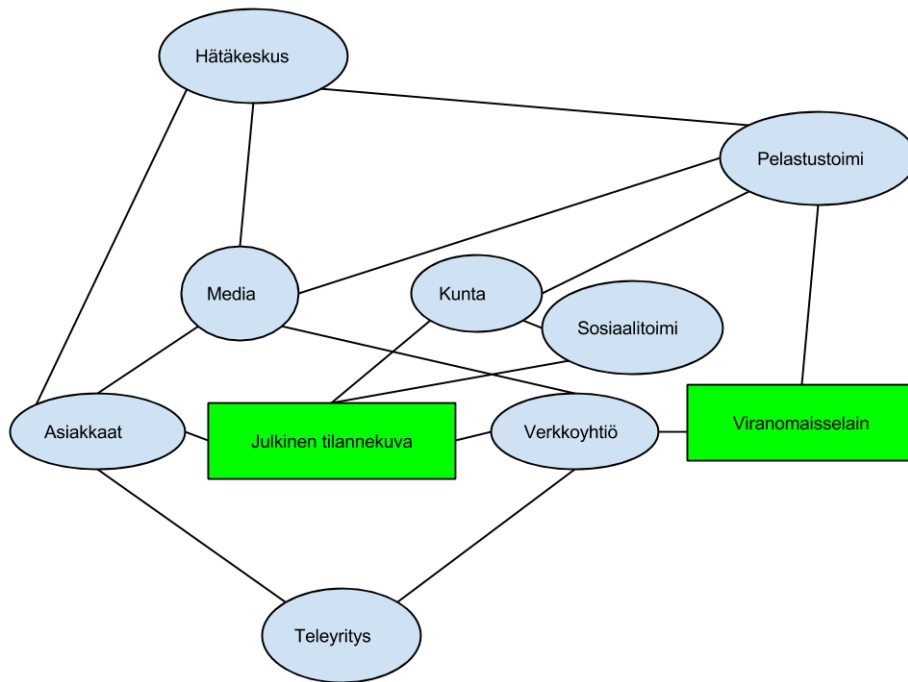 Hätäkeskus
Pelastustoimi
Media
Kunta
Sosiaalitoimi
Asiakkaat
Julkinen tilannekuva
Verkkoyhtiö
Viranomaisselain
Teleyritys